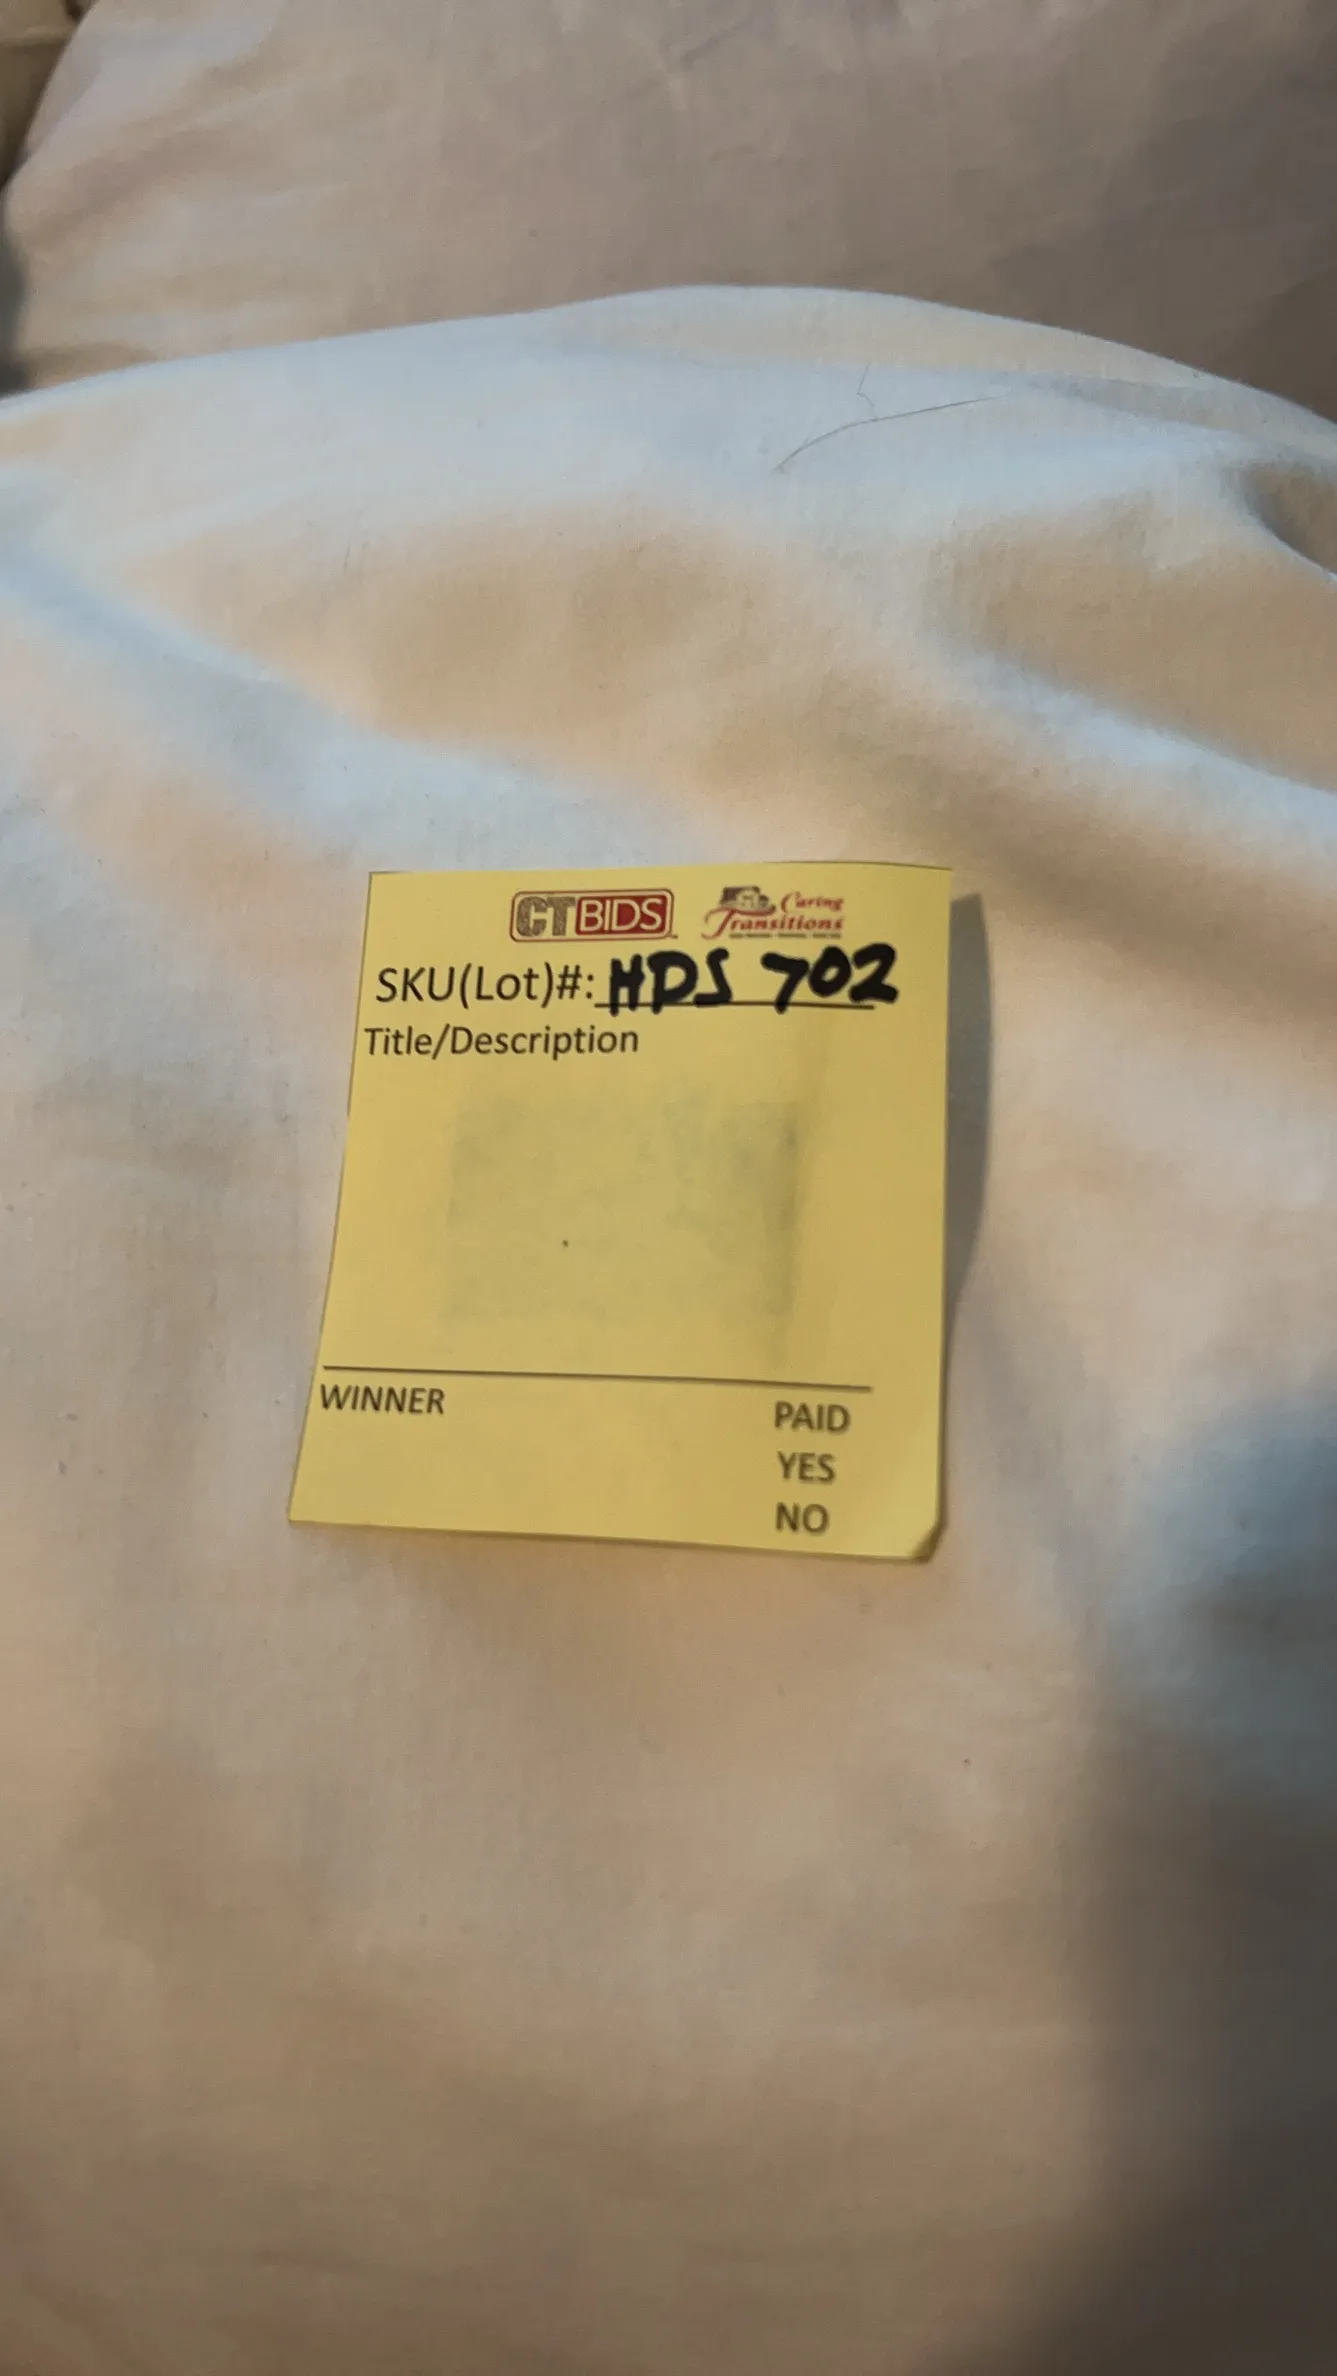 CTBIDS Caring Transitions
SKU(Lot)#: HDS 702
Title/Description
WINNER PAID
YES
NO